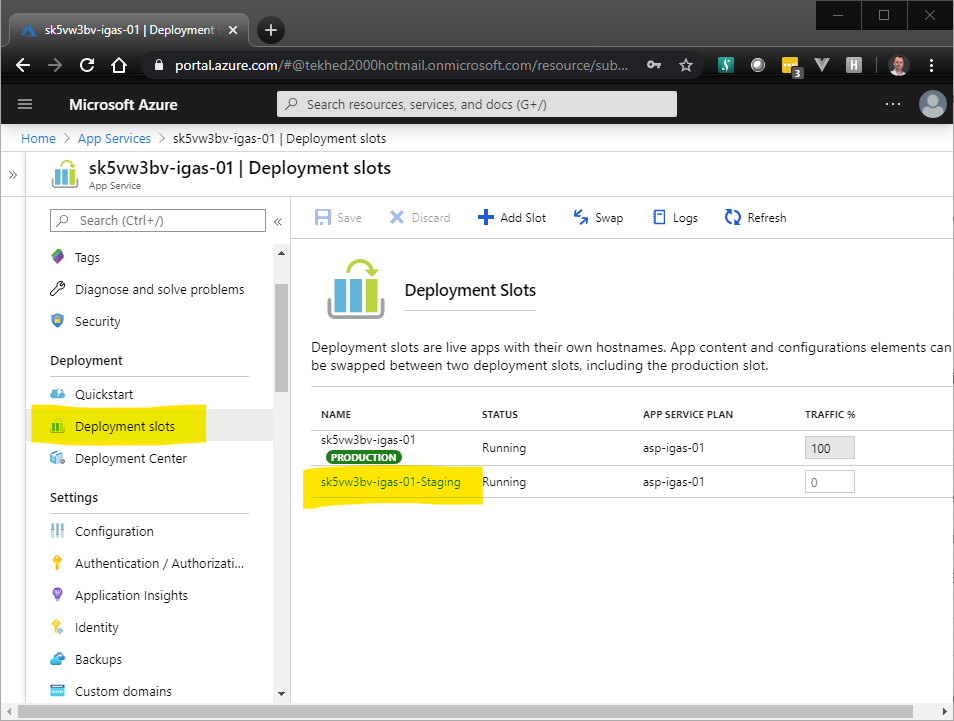 sk5vw3bv-igas-01 | Deployment
portal.azure.com/#@tekhed2000hotmail.onmicrosoft.com/resource/sub...
3
H
Microsoft Azure
Search resources, services, and docs (G+/)
Home > App Services > sk5vw3bv-igas-01 | Deployment slots
sk5vw3bv-igas-01 | Deployment slots
App Service
Search (Ctrl+/)
Tags
Diagnose and solve problems
Security
Deployment
Quickstart
Deployment slots
Deployment Center
Settings
Configuration
Authentication / Authorizati...
Application Insights
Identity
Backups
Custom domains
Save Discard Add Slot Swap Logs Refresh
Deployment Slots
Deployment slots are live apps with their own hostnames. App content and configurations elements can
be swapped between two deployment slots, including the production slot.
NAME STATUS APP SERVICE PLAN TRAFFIC %
sk5vw3bv-igas-01 Running asp-igas-01 100
PRODUCTION
sk5vw3bv-igas-01-Staging Running asp-igas-01 0